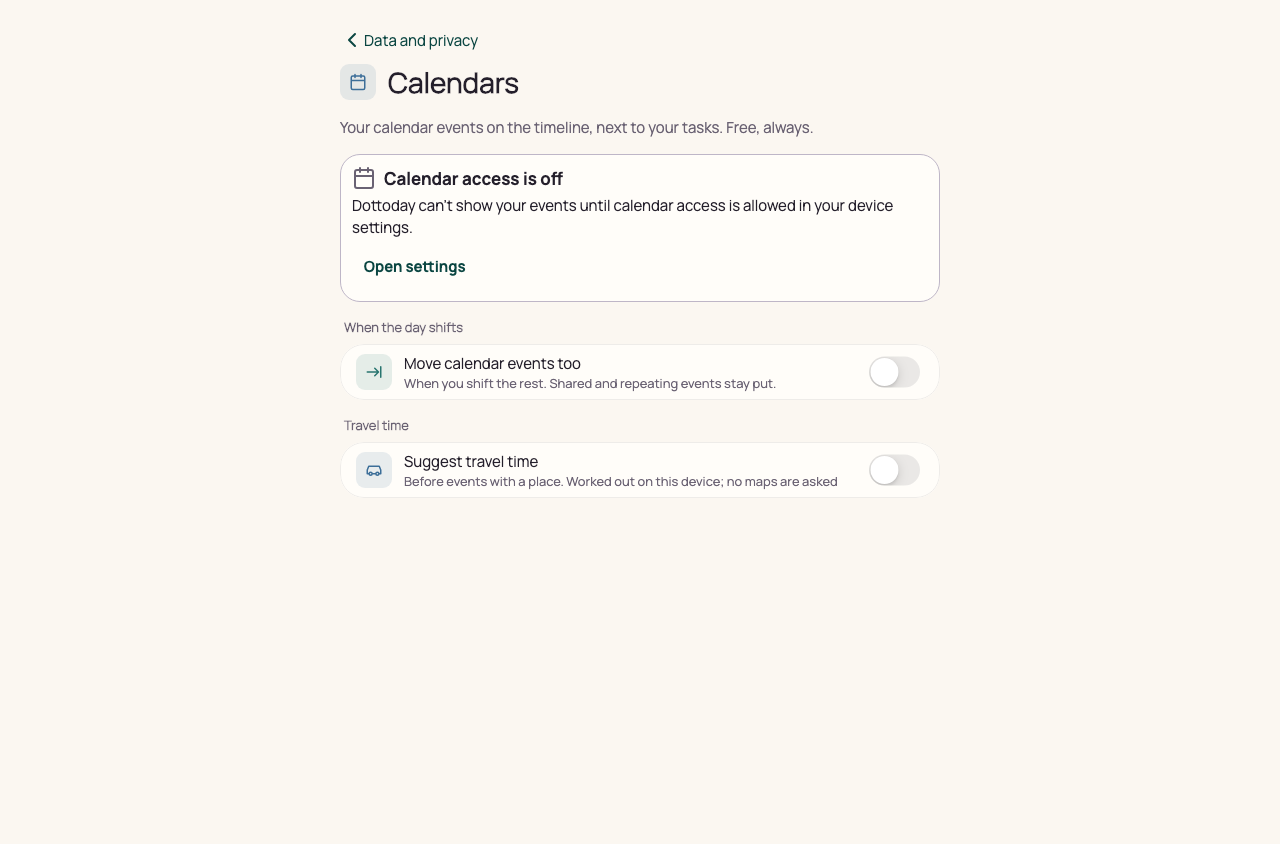 Data and privacy
Calendars
Your calendar events on the timeline, next to your tasks. Free, always.
Calendar access is off
Dottoday can't show your events until calendar access is allowed in your device
settings.
Open settings
When the day shifts
Move calendar events too
When you shift the rest. Shared and repeating events stay put.
Travel time
Suggest travel time
Before events with a place. Worked out on this device; no maps are asked